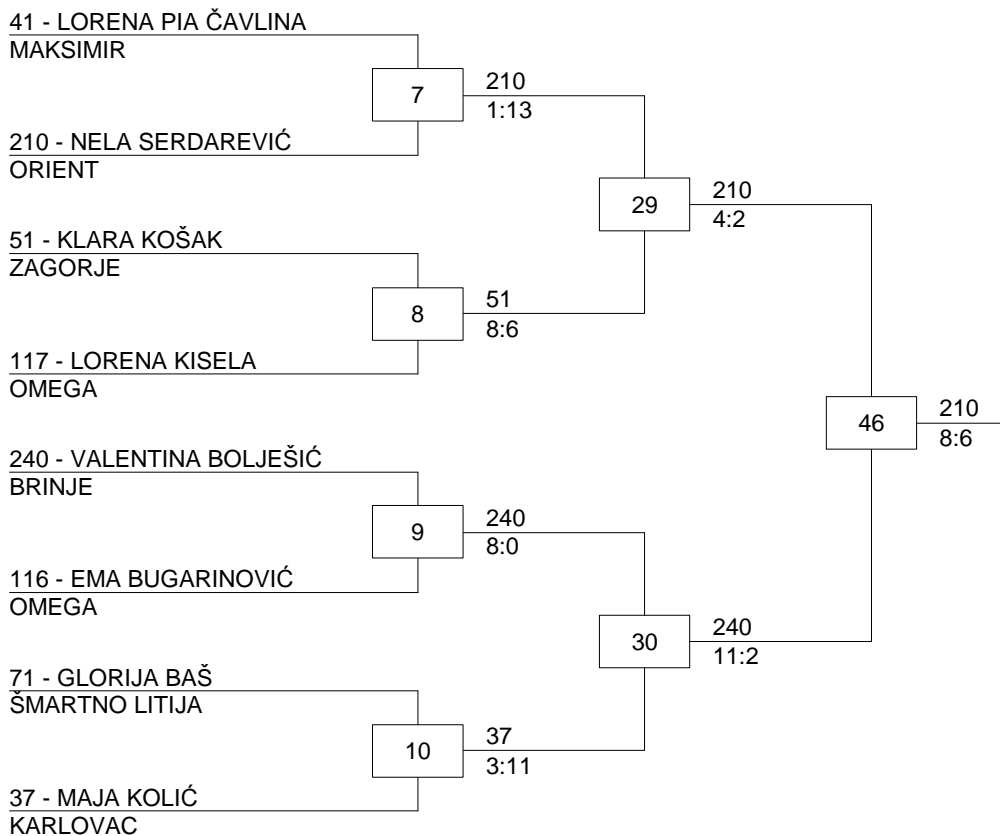 41 - LORENA PIA ČAVLINA
MAKSIMIR
7
210
1:13
210 - NELA SERDAREVIĆ
ORIENT
29
210
4:2
51 - KLARA KOŠAK
ZAGORJE
8
51
8:6
117 - LORENA KISELA
OMEGA
46
210
8:6
240 - VALENTINA BOLJEŠIĆ
BRINJE
9
240
8:0
116 - EMA BUGARINOVIĆ
OMEGA
30
240
11:2
71 - GLORIJA BAŠ
ŠMARTNO LITIJA
10
37
3:11
37 - MAJA KOLIĆ
KARLOVAC